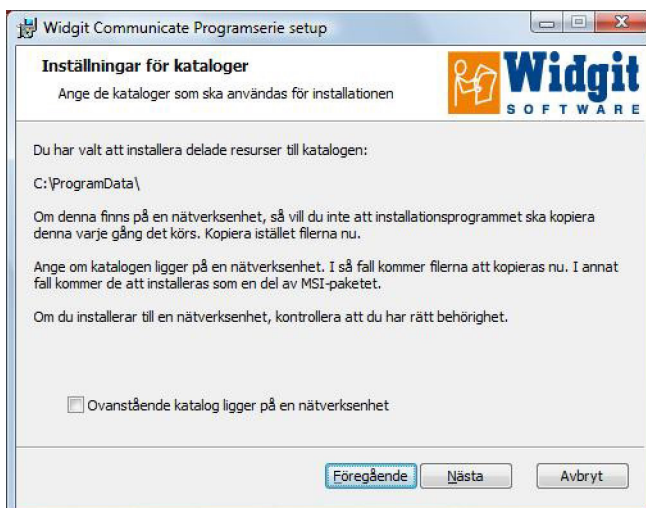 Widgit Communicate Programserie setup
Inställningar för kataloger
Ange de kataloger som ska användas för installationen
Widgit
SOFTWARE
Du har valt att installera delade resurser till katalogen:
C:\ProgramData\
Om denna finns på en nätverksenhet, så vill du inte att installationsprogrammet ska kopiera
denna varje gång det körs. Kopiera istället filerna nu.
Ange om katalogen ligger på en nätverksenhet. I så fall kommer filerna att kopieras nu. I annat
fall kommer de att installeras som en del av MSI-paketet.
Om du installerar till en nätverksenhet, kontrollera att du har rätt behörighet.
Ovanstående katalog ligger på en nätverksenhet
Föregående Nästa Avbryt